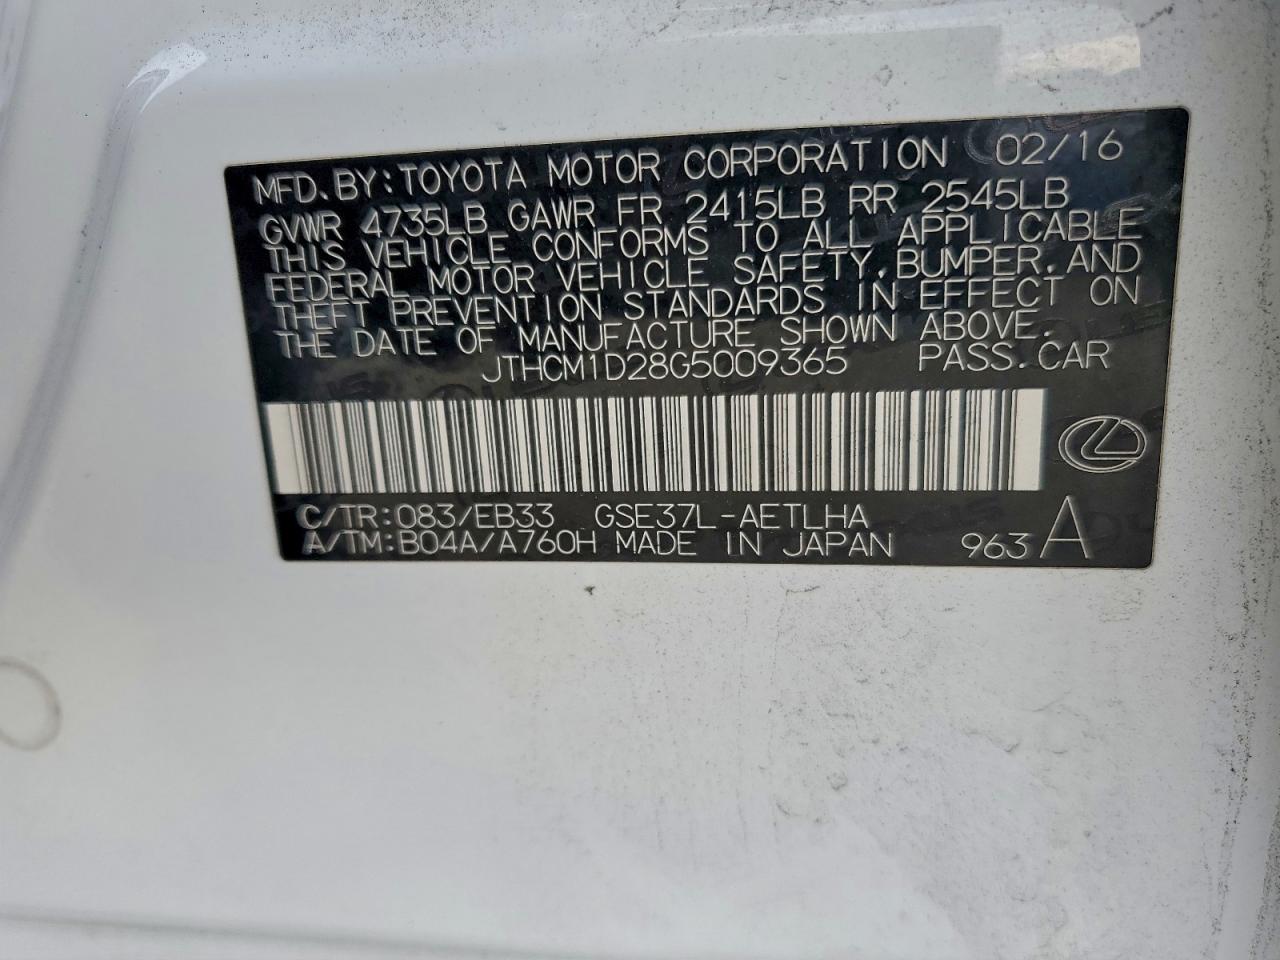 MFD.BY:TOYOTA MOTOR CORPORATION 02/16
GVWR 4735LB GAWR FR 2415LB RR 2545LB
THIS VEHICLE CONFORMS TO ALL APPLICABLE
FEDERAL MOTOR VEHICLE SAFETY,BUMPER,AND
THEFT PREVENTION STANDARDS IN EFFECT ON
THE DATE OF MANUFACTURE SHOWN ABOVE.
JTHCM1D28G5009365 PASS.CAR
C/TR:083/EB33 GSE37L-AETLHA
A/TM:B04A/A760H MADE IN JAPAN 963 A